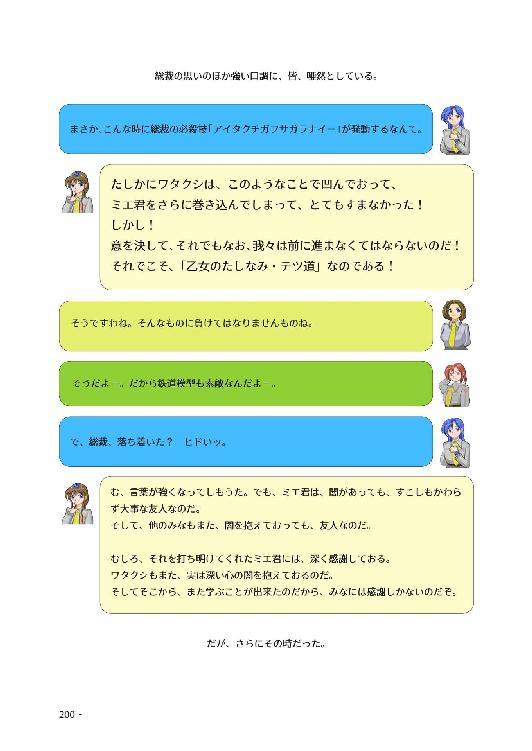 総裁の思いのほか強い口調に、皆、唖然としている。
まさか、こんな時に総裁の必殺技｢アイタクチガフサガラナイー｣が発動するなんて。
たしかにワタクシは、このようなことで凹んでおって、
ミエ君をさらに巻き込んでしまって、とてもすまなかった！
しかし！
意を決して、それでもなお、我々は前に進まなくてはならないのだ！
それでこそ、「乙女のたしなみ・テツ道」なのである！
そうですわね。そんなものに負けてはなりませんものね。
そうだよー。だから鉄道模型も素敵なんだよー。
で、総裁、落ち着いた？　ヒドいッ。
む、言葉が強くなってしもうた。でも、ミエ君は、闇があっても、すこしもかわら
ず大事な友人なのだ。
そして、他のみなもまた、闇を抱えておっても、友人なのだ。
むしろ、それを打ち明けてくれたミエ君には、深く感謝しておる。
ワタクシもまた、実は深い心の闇を抱えておるのだ。
そしてそこから、また学ぶことが出来たのだから、みなには感謝しかないのだぞ。
だが、さらにその時だった。
200 -